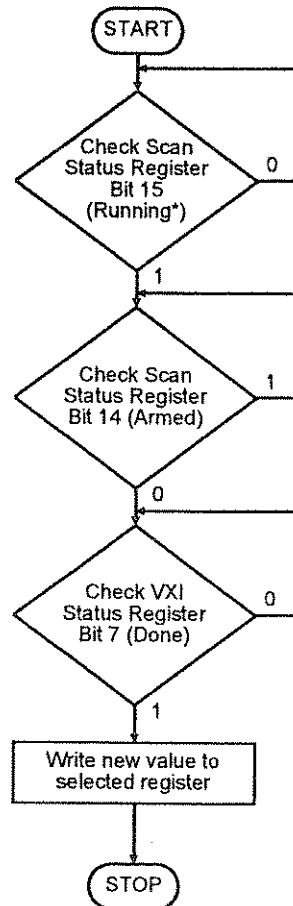 START
Check Scan
Status Register
Bit 15
(Running*)
0
1
Check Scan
Status Register
Bit 14 (Armed)
1
0
Check VXI
Status Register
Bit 7 (Done)
0
1
Write new value to
selected register
STOP